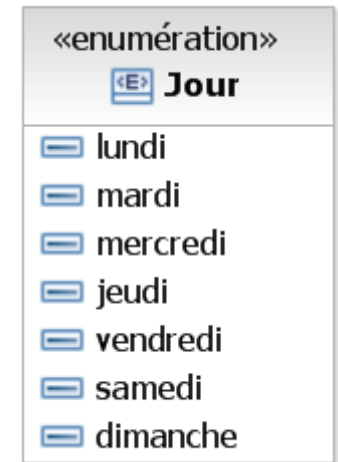 «enumération»
<E> Jour
lundi
mardi
mercredi
jeudi
vendredi
samedi
dimanche